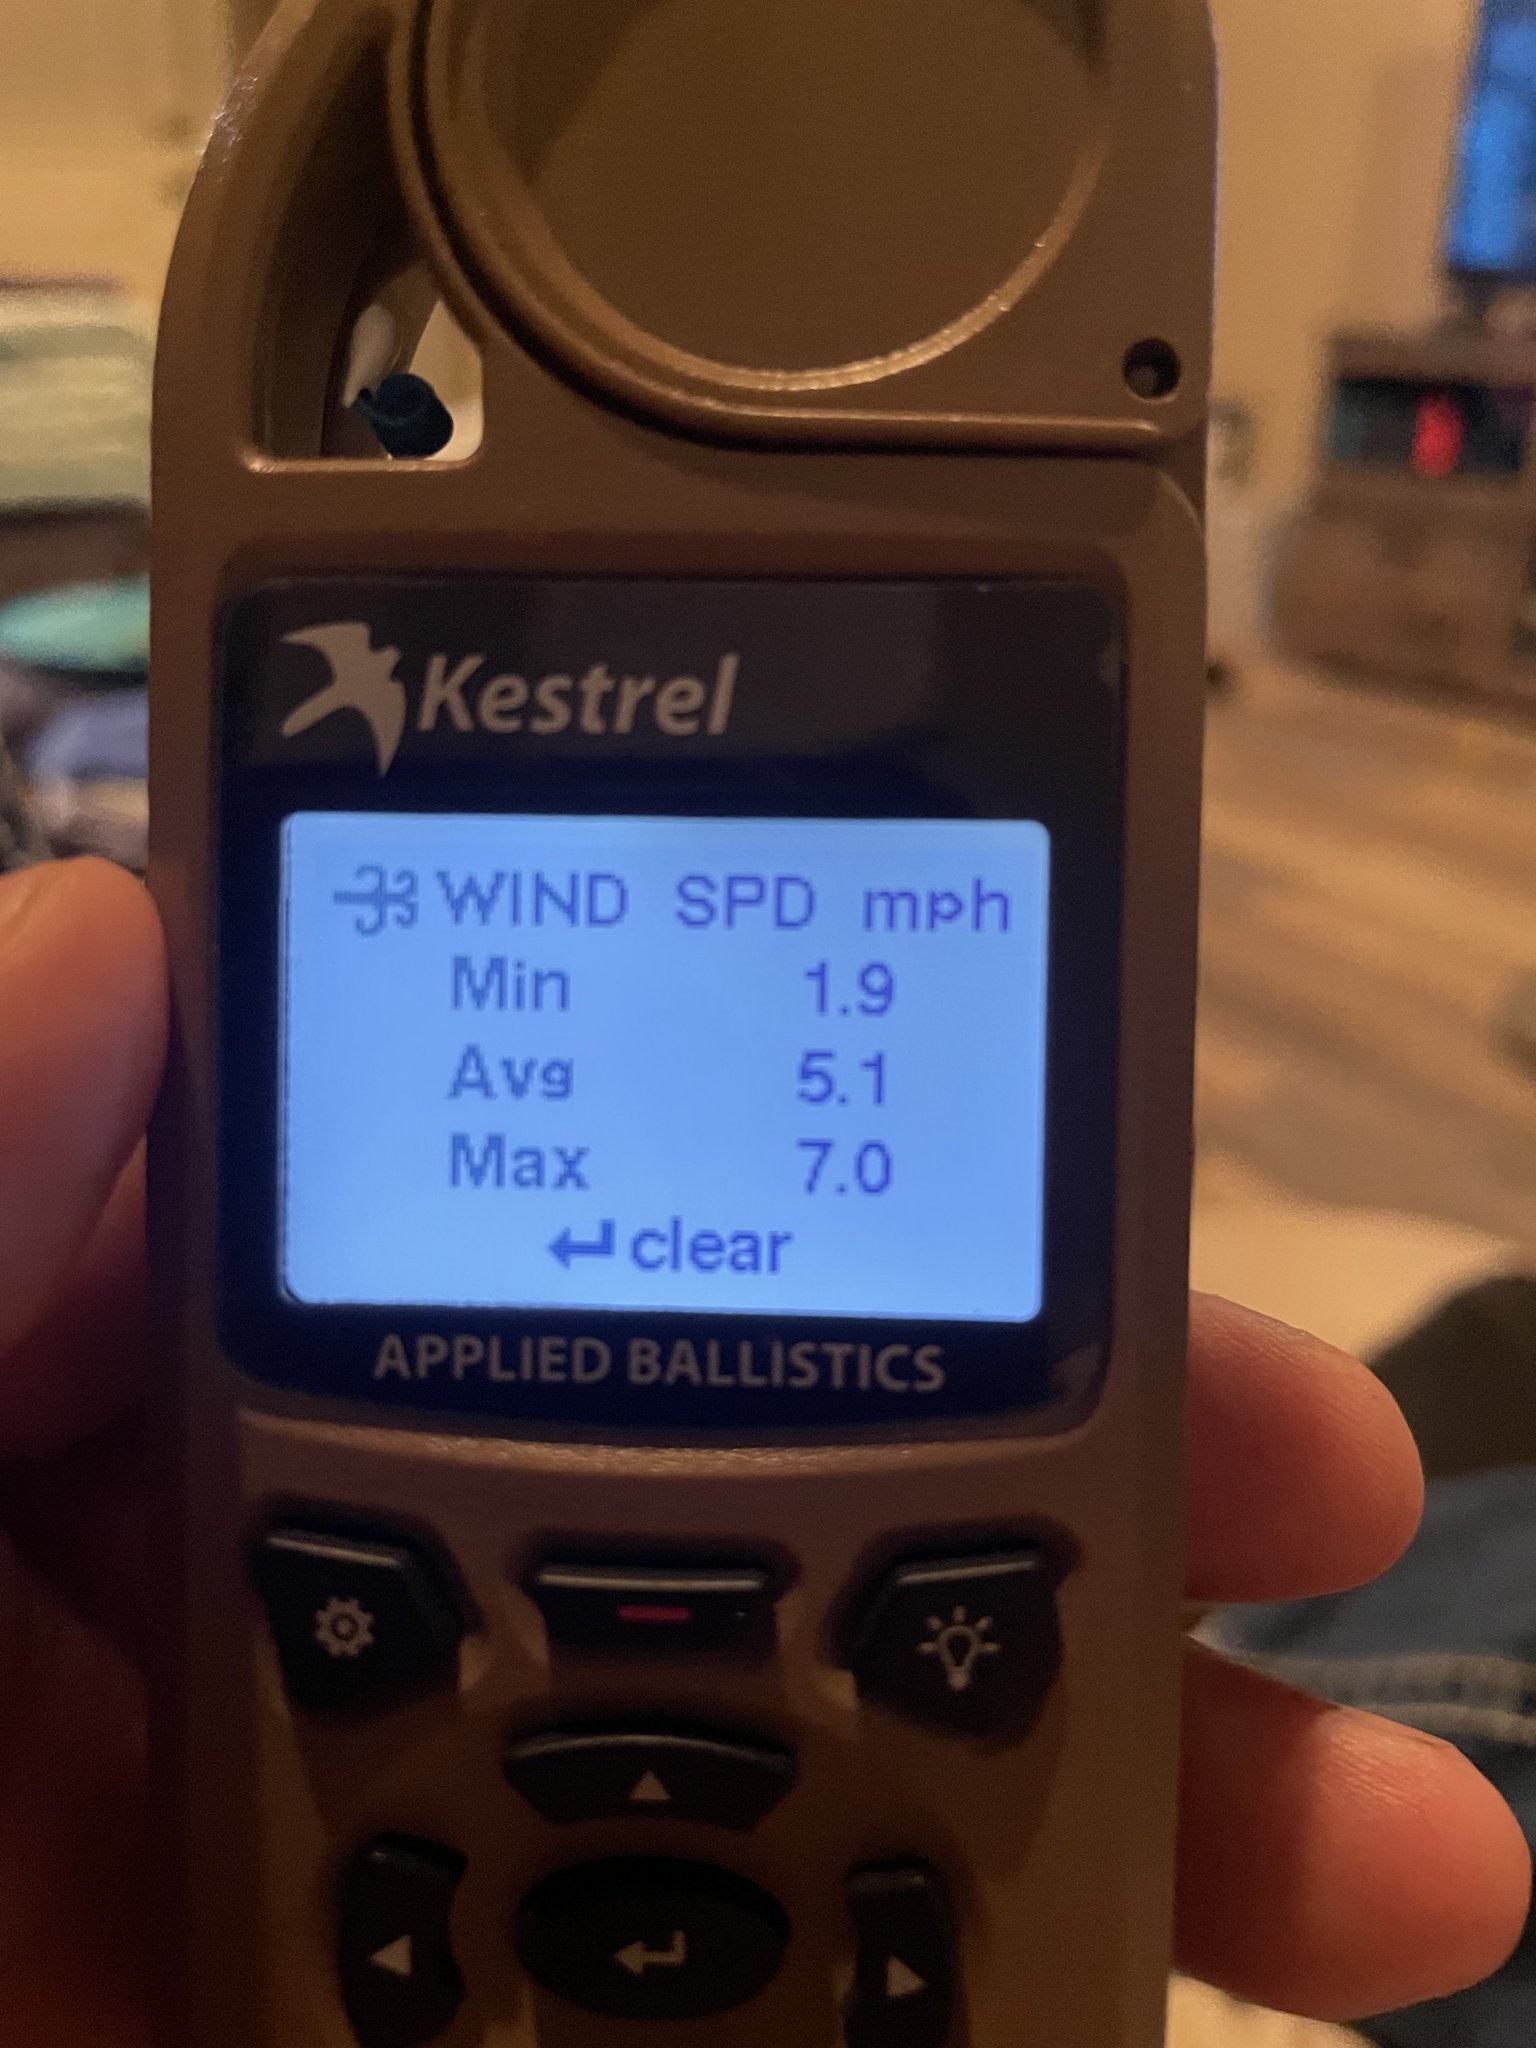 Kestrel
WIND SPD mph
Min 1.9
Avg 5.1
Max 7.0
↵ clear
APPLIED BALLISTICS